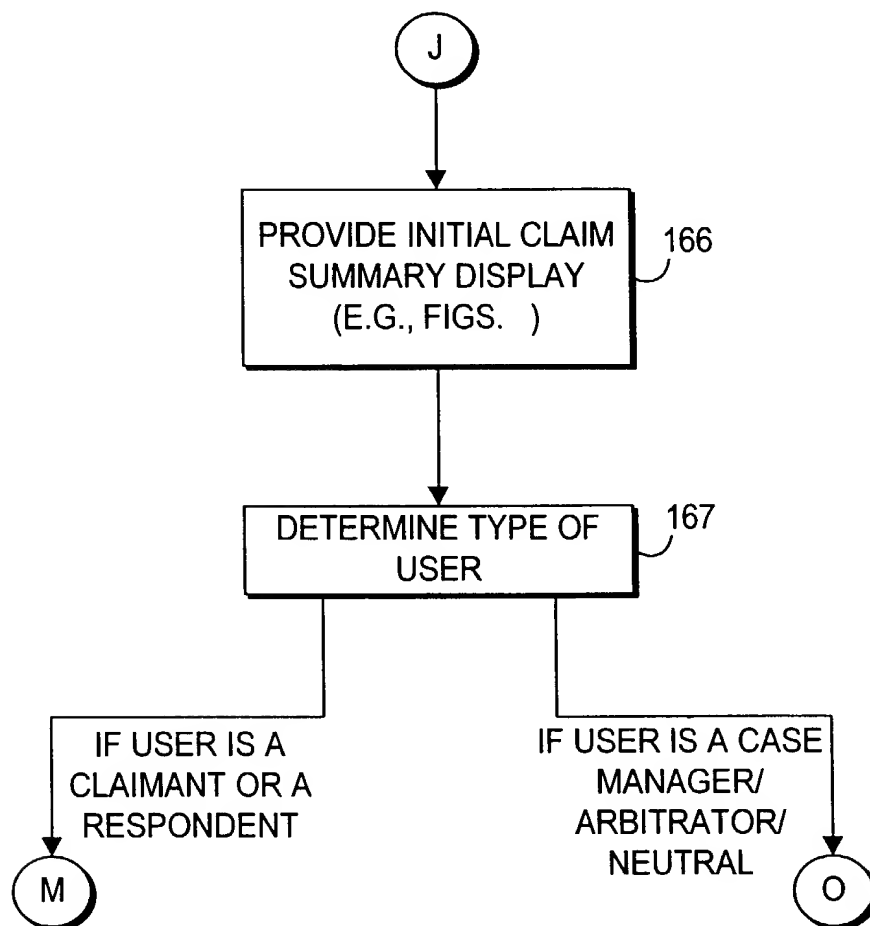 J
PROVIDE INITIAL CLAIM
SUMMARY DISPLAY
(E.G., FIGS. )
166
DETERMINE TYPE OF
USER
167
IF USER IS A
CLAIMANT OR A
RESPONDENT
IF USER IS A CASE
MANAGER/
ARBITRATOR/
NEUTRAL
M
O